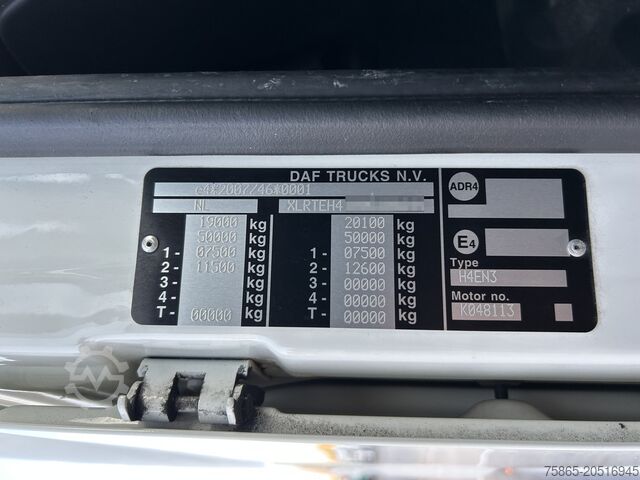 DAF TRUCKS N.V.
e4*2007/46*0001
NL XLRTEH4
19000 kg 20100 kg
50000 kg 50000 kg
1- 07500 kg 1- 07500 kg
2- 11500 kg 2- 12600 kg
3- kg 3- 00000 kg
4- kg 4- 00000 kg
T- 00000 kg T- 00000 kg
ADR4
E4
Type
H4EN3
Motor no.
K048113
75865-20516945